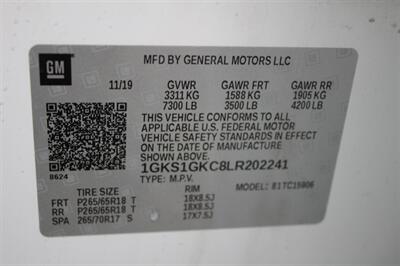 GM
MFD BY GENERAL MOTORS LLC
11/19 GVWR GAWR FRT GAWR RR
3311 KG 1588 KG 1905 KG
7300 LB 3500 LB 4200 LB
THIS VEHICLE CONFORMS TO ALL
APPLICABLE U.S. FEDERAL MOTOR
VEHICLE SAFETY STANDARDS IN EFFECT
ON THE DATE OF MANUFACTURE
SHOWN ABOVE.
1GKS1GKC8LR202241
8624 TYPE: M.P.V. MODEL: 81TC15906
TIRE SIZE RIM
FRT P265/65R18 T 18X8.5J
RR P265/65R18 T 18X8.5J
SPA 265/70R17 S 17X7.5J